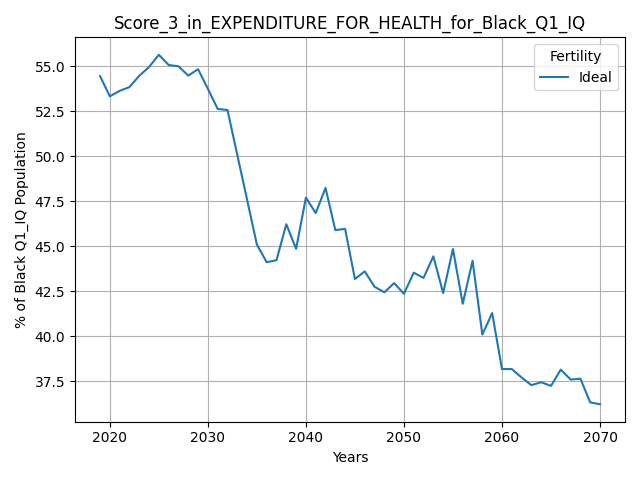 Score_3_in_EXPENDITURE_FOR_HEALTH_for_Black_Q1_IQ
Fertility
Ideal
% of Black Q1_IQ Population
55.0
52.5
50.0
47.5
45.0
42.5
40.0
37.5
2020 2030 2040 2050 2060 2070
Years